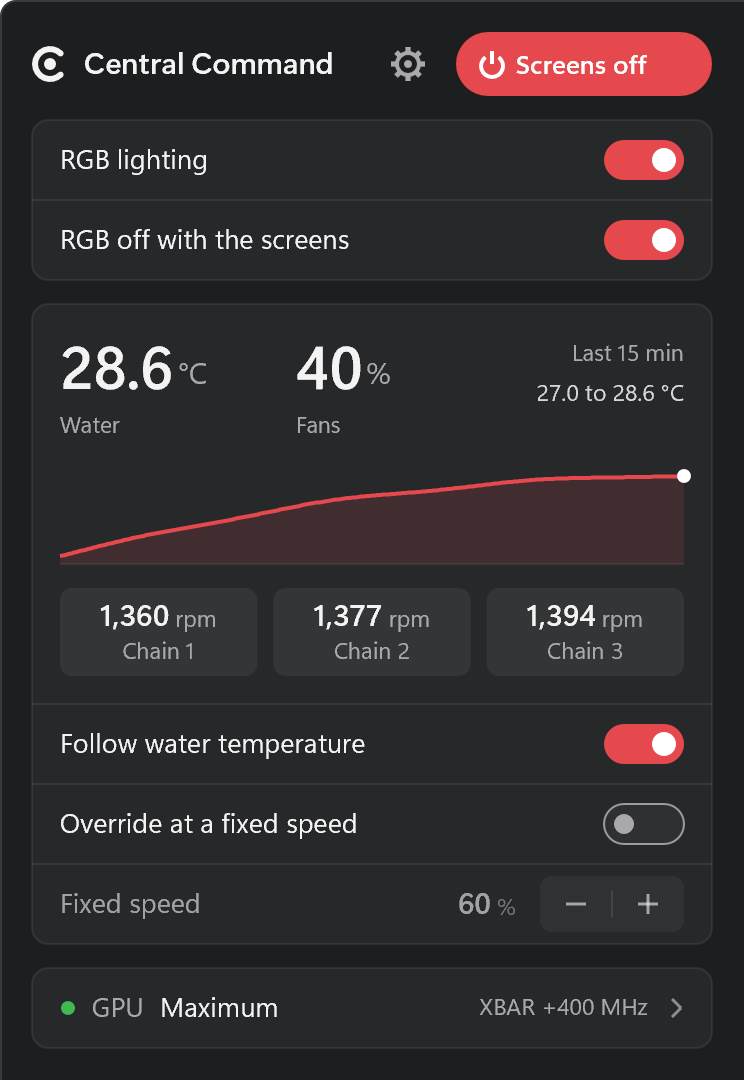 Central Command
Screens off
RGB lighting
RGB off with the screens
28.6 °C
Water
40 %
Fans
Last 15 min
27.0 to 28.6 °C
1,360 rpm
Chain 1
1,377 rpm
Chain 2
1,394 rpm
Chain 3
Follow water temperature
Override at a fixed speed
Fixed speed 60 % − +
GPU Maximum XBAR +400 MHz